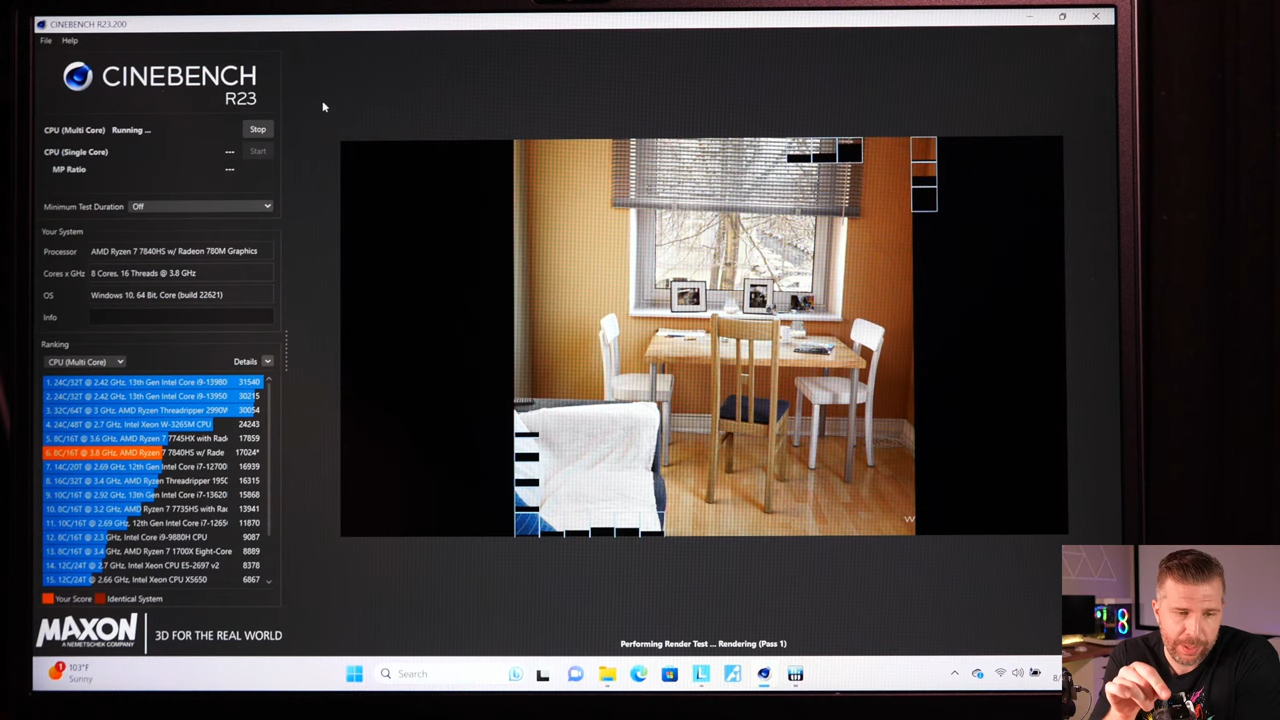 CINEBENCH R23.200
File Help
CINEBENCH
R23
CPU (Multi Core) Running ... Stop
CPU (Single Core) --- Start
MP Ratio ---
Minimum Test Duration Off
Your System
Processor AMD Ryzen 7 7840HS w/ Radeon 780M Graphics
Cores x GHz 8 Cores, 16 Threads @ 3.8 GHz
OS Windows 10, 64 Bit, Core (build 22621)
Info
Ranking
CPU (Multi Core) Details
1. 24C/32T @ 2.42 GHz, 13th Gen Intel Core i9-13980 31540
2. 24C/32T @ 2.42 GHz, 13th Gen Intel Core i9-13950 30215
3. 32C/64T @ 3 GHz, AMD Ryzen Threadripper 2990W 30054
4. 24C/48T @ 2.7 GHz, Intel Xeon W-3265M CPU 24243
5. 8C/16T @ 3.6 GHz, AMD Ryzen 7 7745HX with Rad 17859
6. 8C/16T @ 3.8 GHz, AMD Ryzen 7 7840HS w/ Rade 17024*
7. 14C/20T @ 2.69 GHz, 12th Gen Intel Core i7-12700 16939
8. 16C/32T @ 3.4 GHz, AMD Ryzen Threadripper 195 16315
9. 10C/16T @ 2.92 GHz, 13th Gen Intel Core i7-13620 15868
10. 8C/16T @ 3.2 GHz, AMD Ryzen 7 7735HS with Ra 13941
11. 10C/16T @ 2.69 GHz, 12th Gen Intel Core i7-1265 11870
12. 8C/16T @ 2.3 GHz, Intel Core i9-9880H CPU 9087
13. 8C/16T @ 3.4 GHz, AMD Ryzen 7 1700X Eight-Core 8889
14. 12C/24T @ 2.7 GHz, Intel Xeon CPU E5-2697 v2 8378
15. 12C/24T @ 2.66 GHz, Intel Xeon CPU X5650 6867
Your Score Identical System
MAXON 3D FOR THE REAL WORLD
A NEMETSCHEK COMPANY
Performing Render Test ... Rendering (Pass 1)
103°F
Sunny
Search
8/